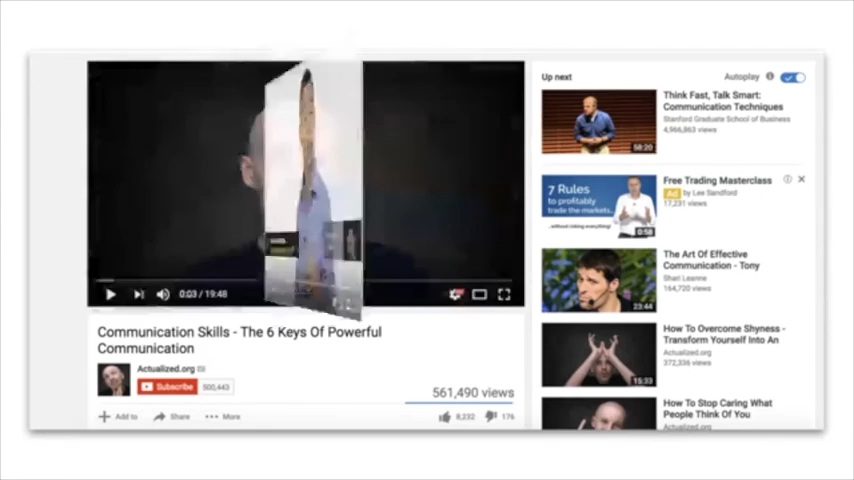 0:03 / 19:48
Communication Skills - The 6 Keys Of Powerful
Communication
Actualized.org
Subscribe
500,443
561,490 views
Add to
Share
More
8,232
176
Up next
Autoplay
58:20
Think Fast, Talk Smart:
Communication Techniques
Stanford Graduate School of Business
4,966,863 views
7 Rules
to profitably
trade the markets...
...without risking everything!
0:58
Free Trading Masterclass
Ad by Lee Sandford
17,231 views
23:44
The Art Of Effective
Communication - Tony
Shari Leanne
164,720 views
15:33
How To Overcome Shyness -
Transform Yourself Into An
Actualized.org
372,336 views
How To Stop Caring What
People Think Of You
Actualized.org